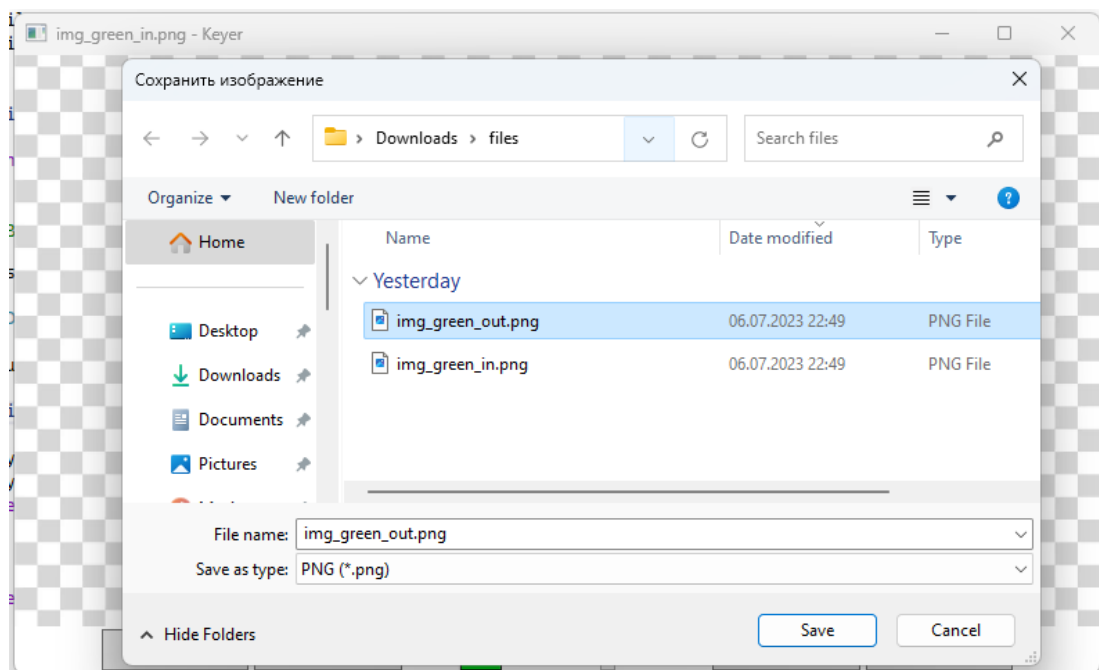 img_green_in.png - Keyer
Сохранить изображение
Downloads > files
Search files
Organize
New folder
Home
Name
Date modified
Type
Yesterday
Desktop
img_green_out.png
06.07.2023 22:49
PNG File
Downloads
img_green_in.png
06.07.2023 22:49
PNG File
Documents
Pictures
File name: img_green_out.png
Save as type: PNG (*.png)
Hide Folders
Save
Cancel